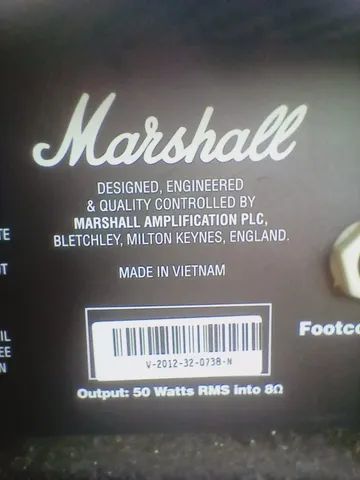 Marshall
DESIGNED, ENGINEERED
& QUALITY CONTROLLED BY
MARSHALL AMPLIFICATION PLC,
BLETCHLEY, MILTON KEYNES, ENGLAND.
MADE IN VIETNAM
V-2012-32-0738-N
Output: 50 Watts RMS into 8Ω